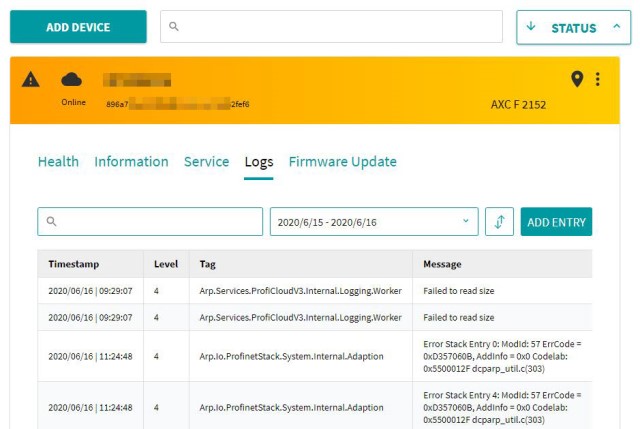 ADD DEVICE
STATUS
Online
896a7
2fef6
AXC F 2152
Health Information Service Logs Firmware Update
2020/6/15 - 2020/6/16
ADD ENTRY
Timestamp Level Tag Message
2020/06/16 | 09:29:07 4 Arp.Services.ProfiCloudV3.Internal.Logging.Worker Failed to read size
2020/06/16 | 09:29:07 4 Arp.Services.ProfiCloudV3.Internal.Logging.Worker Failed to read size
2020/06/16 | 11:24:48 4 Arp.Io.ProfinetStack.System.Internal.Adaption
Error Stack Entry 0: ModId: 57 ErrCode =
0xD357060B, AddInfo = 0x0 Codelab:
0x5500012F dcparp_util.c(303)
2020/06/16 | 11:24:48 4 Arp.Io.ProfinetStack.System.Internal.Adaption
Error Stack Entry 4: ModId: 57 ErrCode =
0xD357060B, AddInfo = 0x0 Codelab:
0x5500012F dcparp_util.c(303)